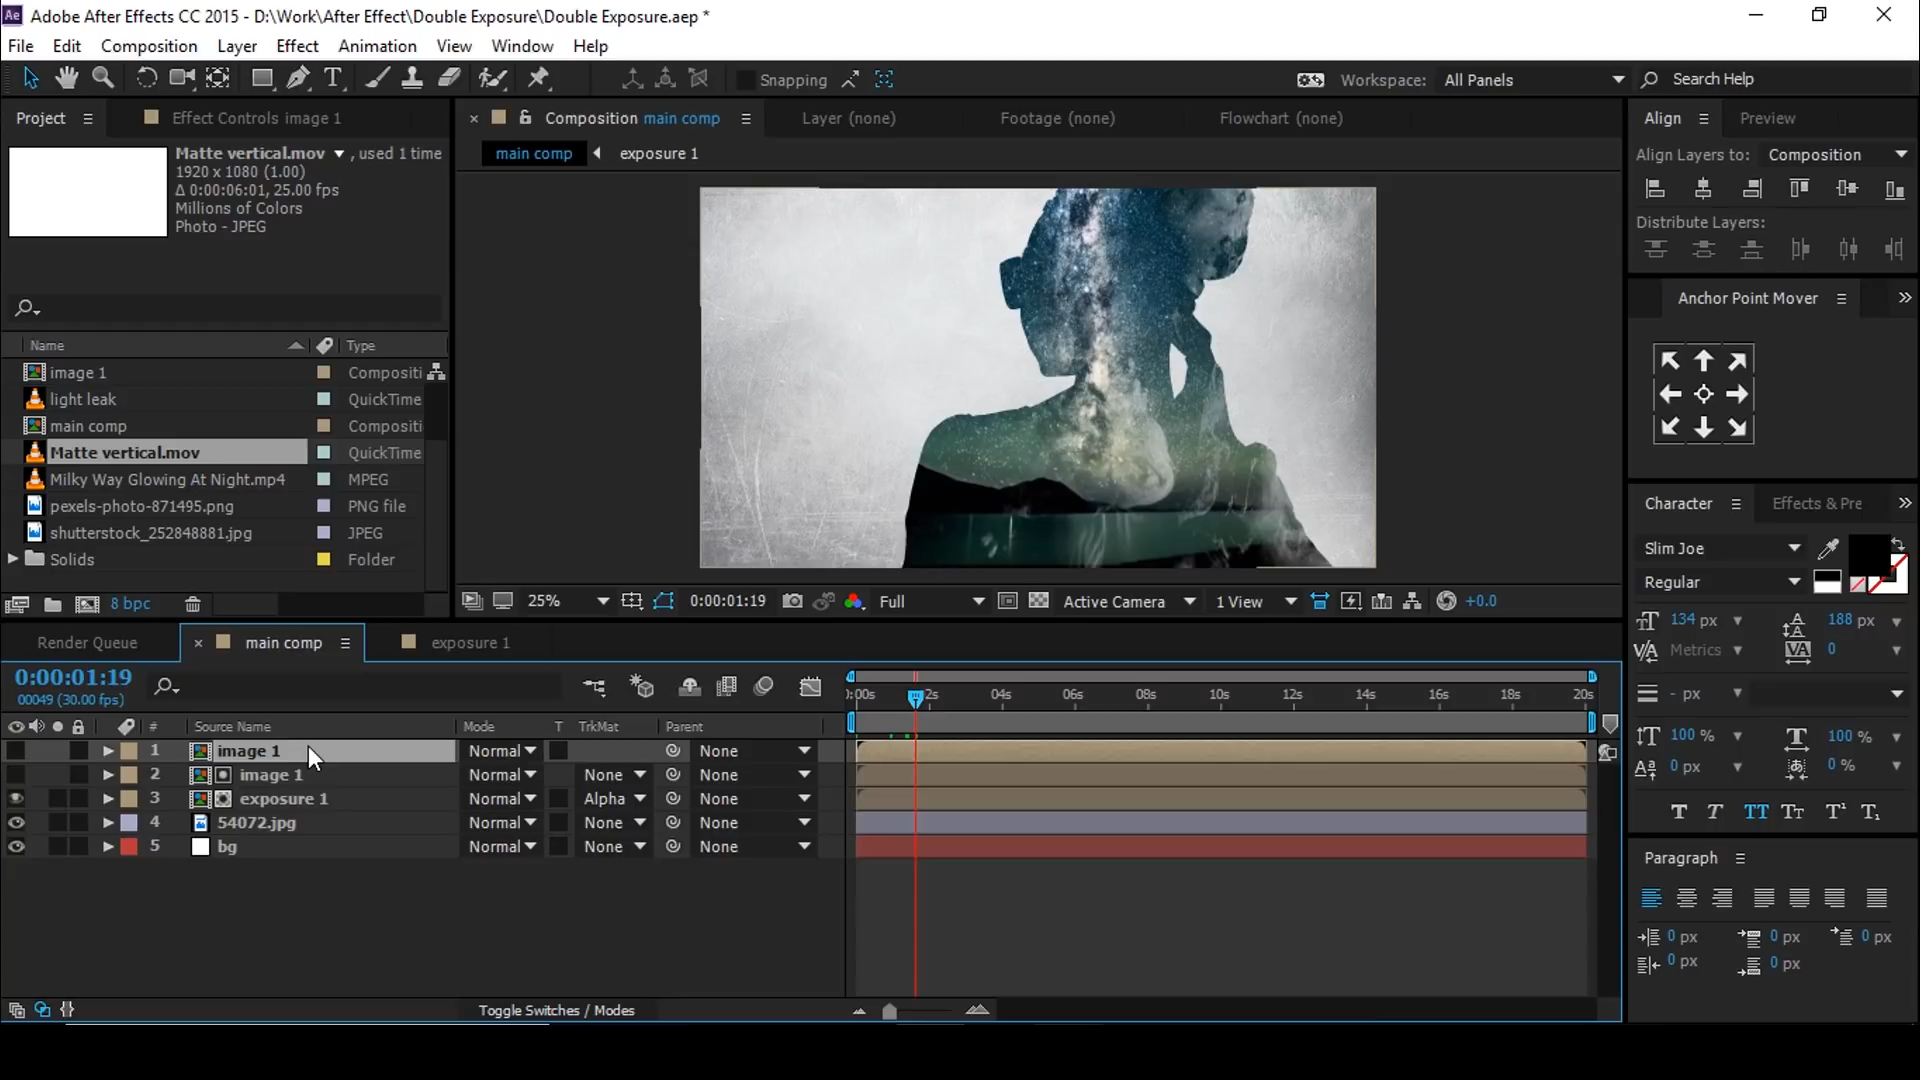 Ae Adobe After Effects CC 2015 - D:\Work\After Effect\Double Exposure\Double Exposure.aep *
File Edit Composition Layer Effect Animation View Window Help
Snapping Workspace: All Panels Search Help
Project Effect Controls image 1 Composition main comp Layer (none) Footage (none) Flowchart (none) Align Preview
Matte vertical.mov , used 1 time
1920 x 1080 (1.00)
Δ 0:00:06:01, 25.00 fps
Millions of Colors
Photo - JPEG
main comp exposure 1
Align Layers to: Composition
Distribute Layers:
Anchor Point Mover
Name Type
image 1 Compositi
light leak QuickTime
main comp Compositi
Matte vertical.mov QuickTime
Milky Way Glowing At Night.mp4 MPEG
pexels-photo-871495.png PNG file
shutterstock_252848881.jpg JPEG
Solids Folder
8 bpc
25% 0:00:01:19 Full Active Camera 1 View +0.0
Character Effects & Pre
Slim Joe
Regular
134 px 188 px
Metrics 0
- px
100 % 100 %
0 px 0 %
T T TT Tt T¹ T₁
Paragraph
0 px 0 px 0 px
0 px 0 px
Render Queue main comp exposure 1
0:00:01:19
00049 (30.00 fps)
):00s 2s 04s 06s 08s 10s 12s 14s 16s 18s 20s
# Source Name Mode T TrkMat Parent
1 image 1 Normal None
2 image 1 Normal None None
3 exposure 1 Normal Alpha None
4 54072.jpg Normal None None
5 bg Normal None None
Toggle Switches / Modes